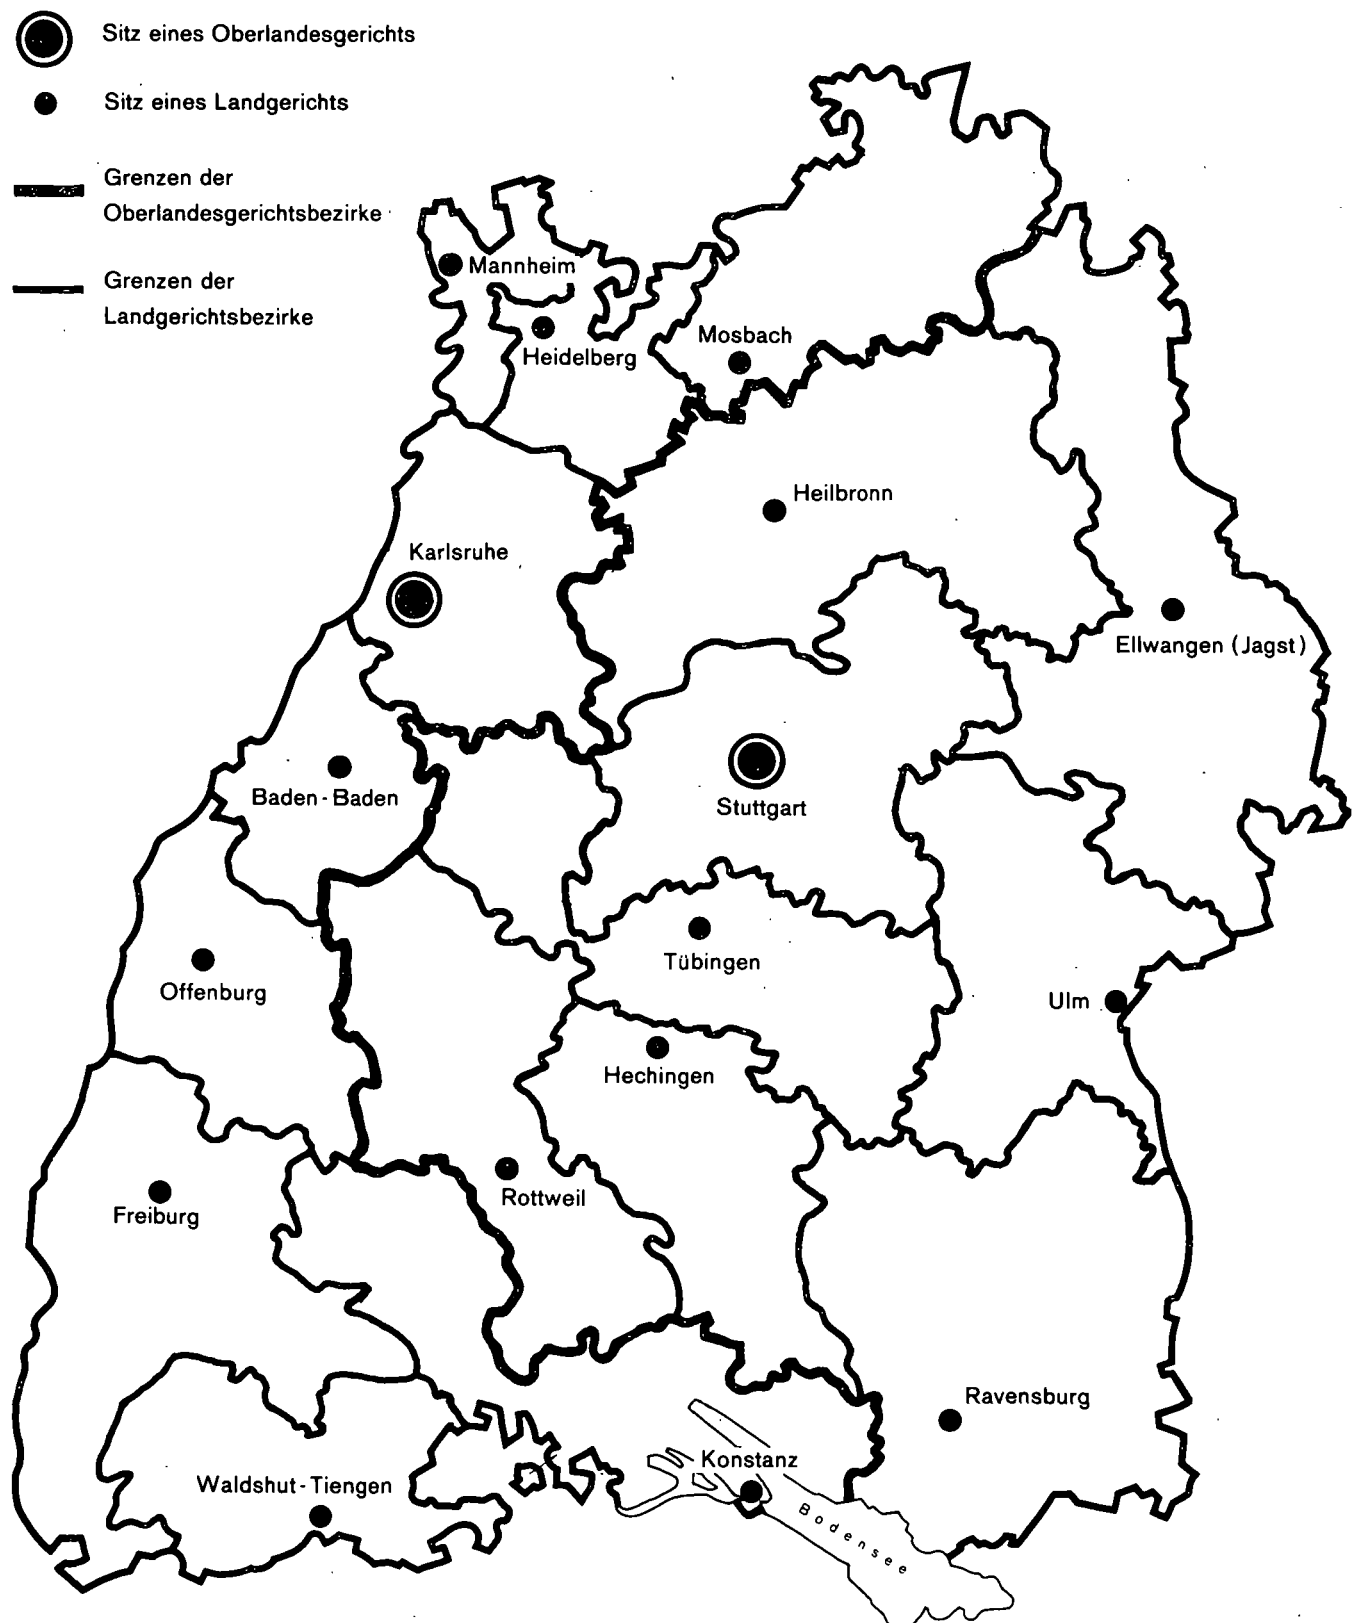 Sitz eines Oberlandesgerichts
Sitz eines Landgerichts
Grenzen der
Oberlandesgerichtsbezirke
Grenzen der
Landgerichtsbezirke
Mannheim
Heidelberg
Mosbach
Heilbronn
Karlsruhe
Ellwangen (Jagst)
Baden-Baden
Stuttgart
Tübingen
Offenburg
Ulm
Hechingen
Rottweil
Freiburg
Ravensburg
Konstanz
Waldshut-Tiengen
Bodensee